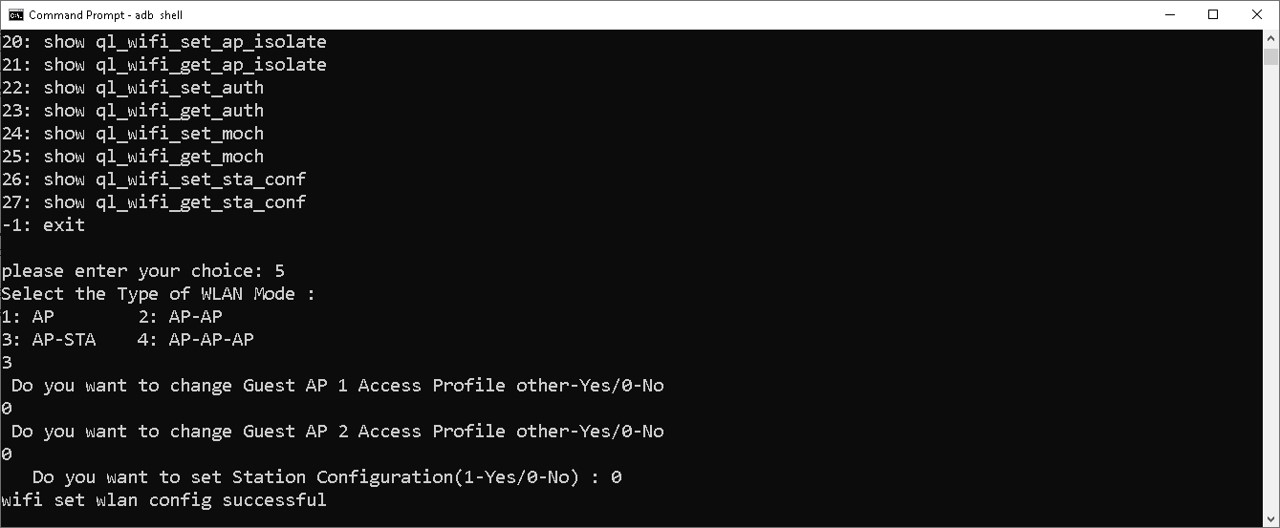 Command Prompt - adb shell
20: show ql_wifi_set_ap_isolate
21: show ql_wifi_get_ap_isolate
22: show ql_wifi_set_auth
23: show ql_wifi_get_auth
24: show ql_wifi_set_moch
25: show ql_wifi_get_moch
26: show ql_wifi_set_sta_conf
27: show ql_wifi_get_sta_conf
-1: exit
please enter your choice: 5
Select the Type of WLAN Mode :
1: AP        2: AP-AP
3: AP-STA    4: AP-AP-AP
3
Do you want to change Guest AP 1 Access Profile other-Yes/0-No
0
Do you want to change Guest AP 2 Access Profile other-Yes/0-No
0
Do you want to set Station Configuration(1-Yes/0-No) : 0
wifi set wlan config successful